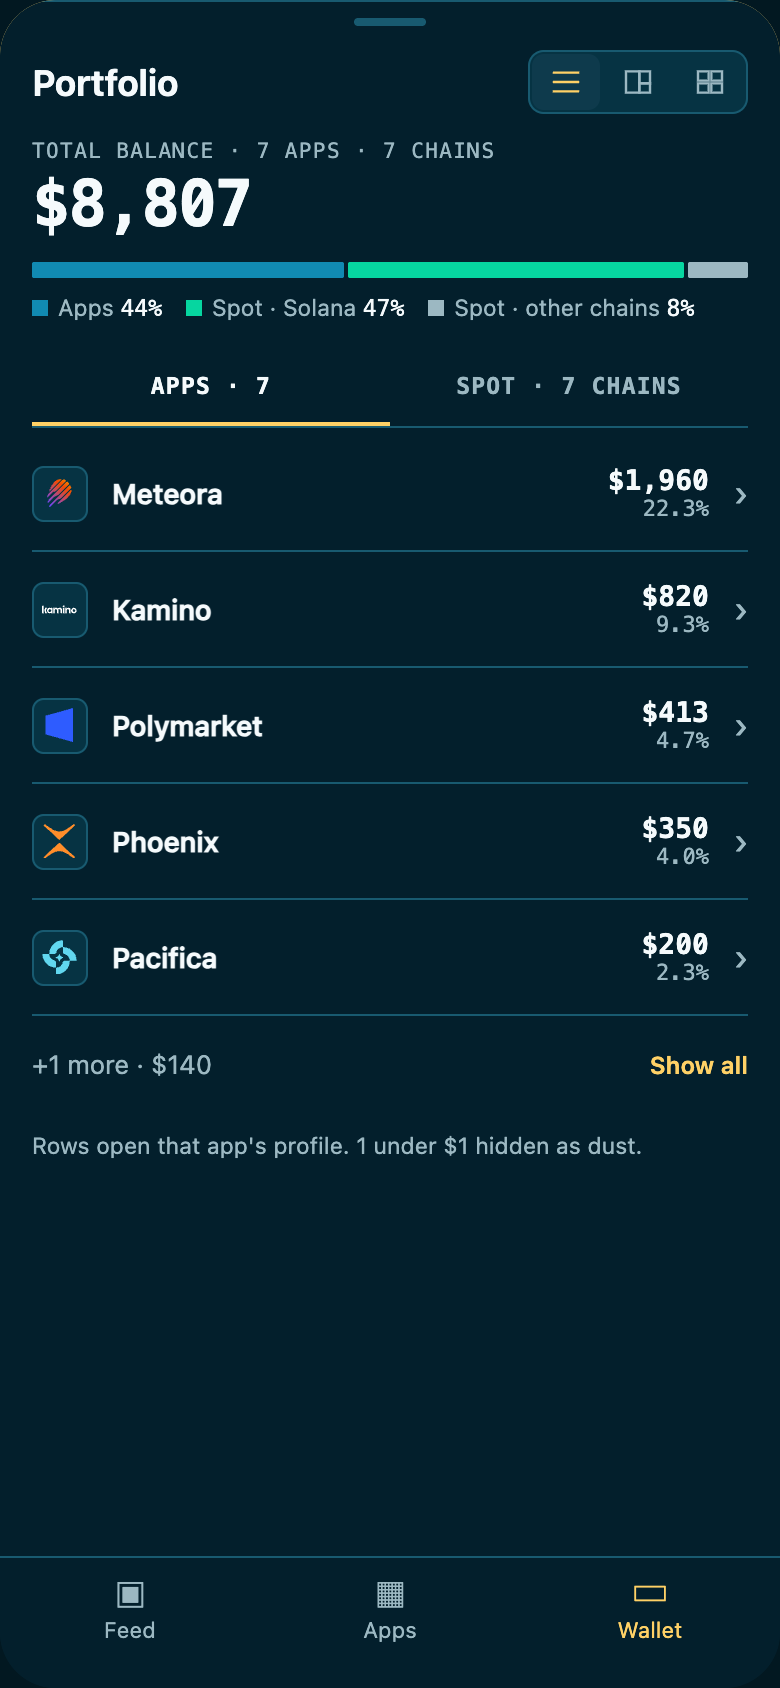 Portfolio
TOTAL BALANCE · 7 APPS · 7 CHAINS
$8,807
Apps 44% Spot · Solana 47% Spot · other chains 8%
APPS · 7 SPOT · 7 CHAINS
Meteora $1,960
22.3%
kamino Kamino $820
9.3%
Polymarket $413
4.7%
Phoenix $350
4.0%
Pacifica $200
2.3%
+1 more · $140 Show all
Rows open that app's profile. 1 under $1 hidden as dust.
Feed Apps Wallet